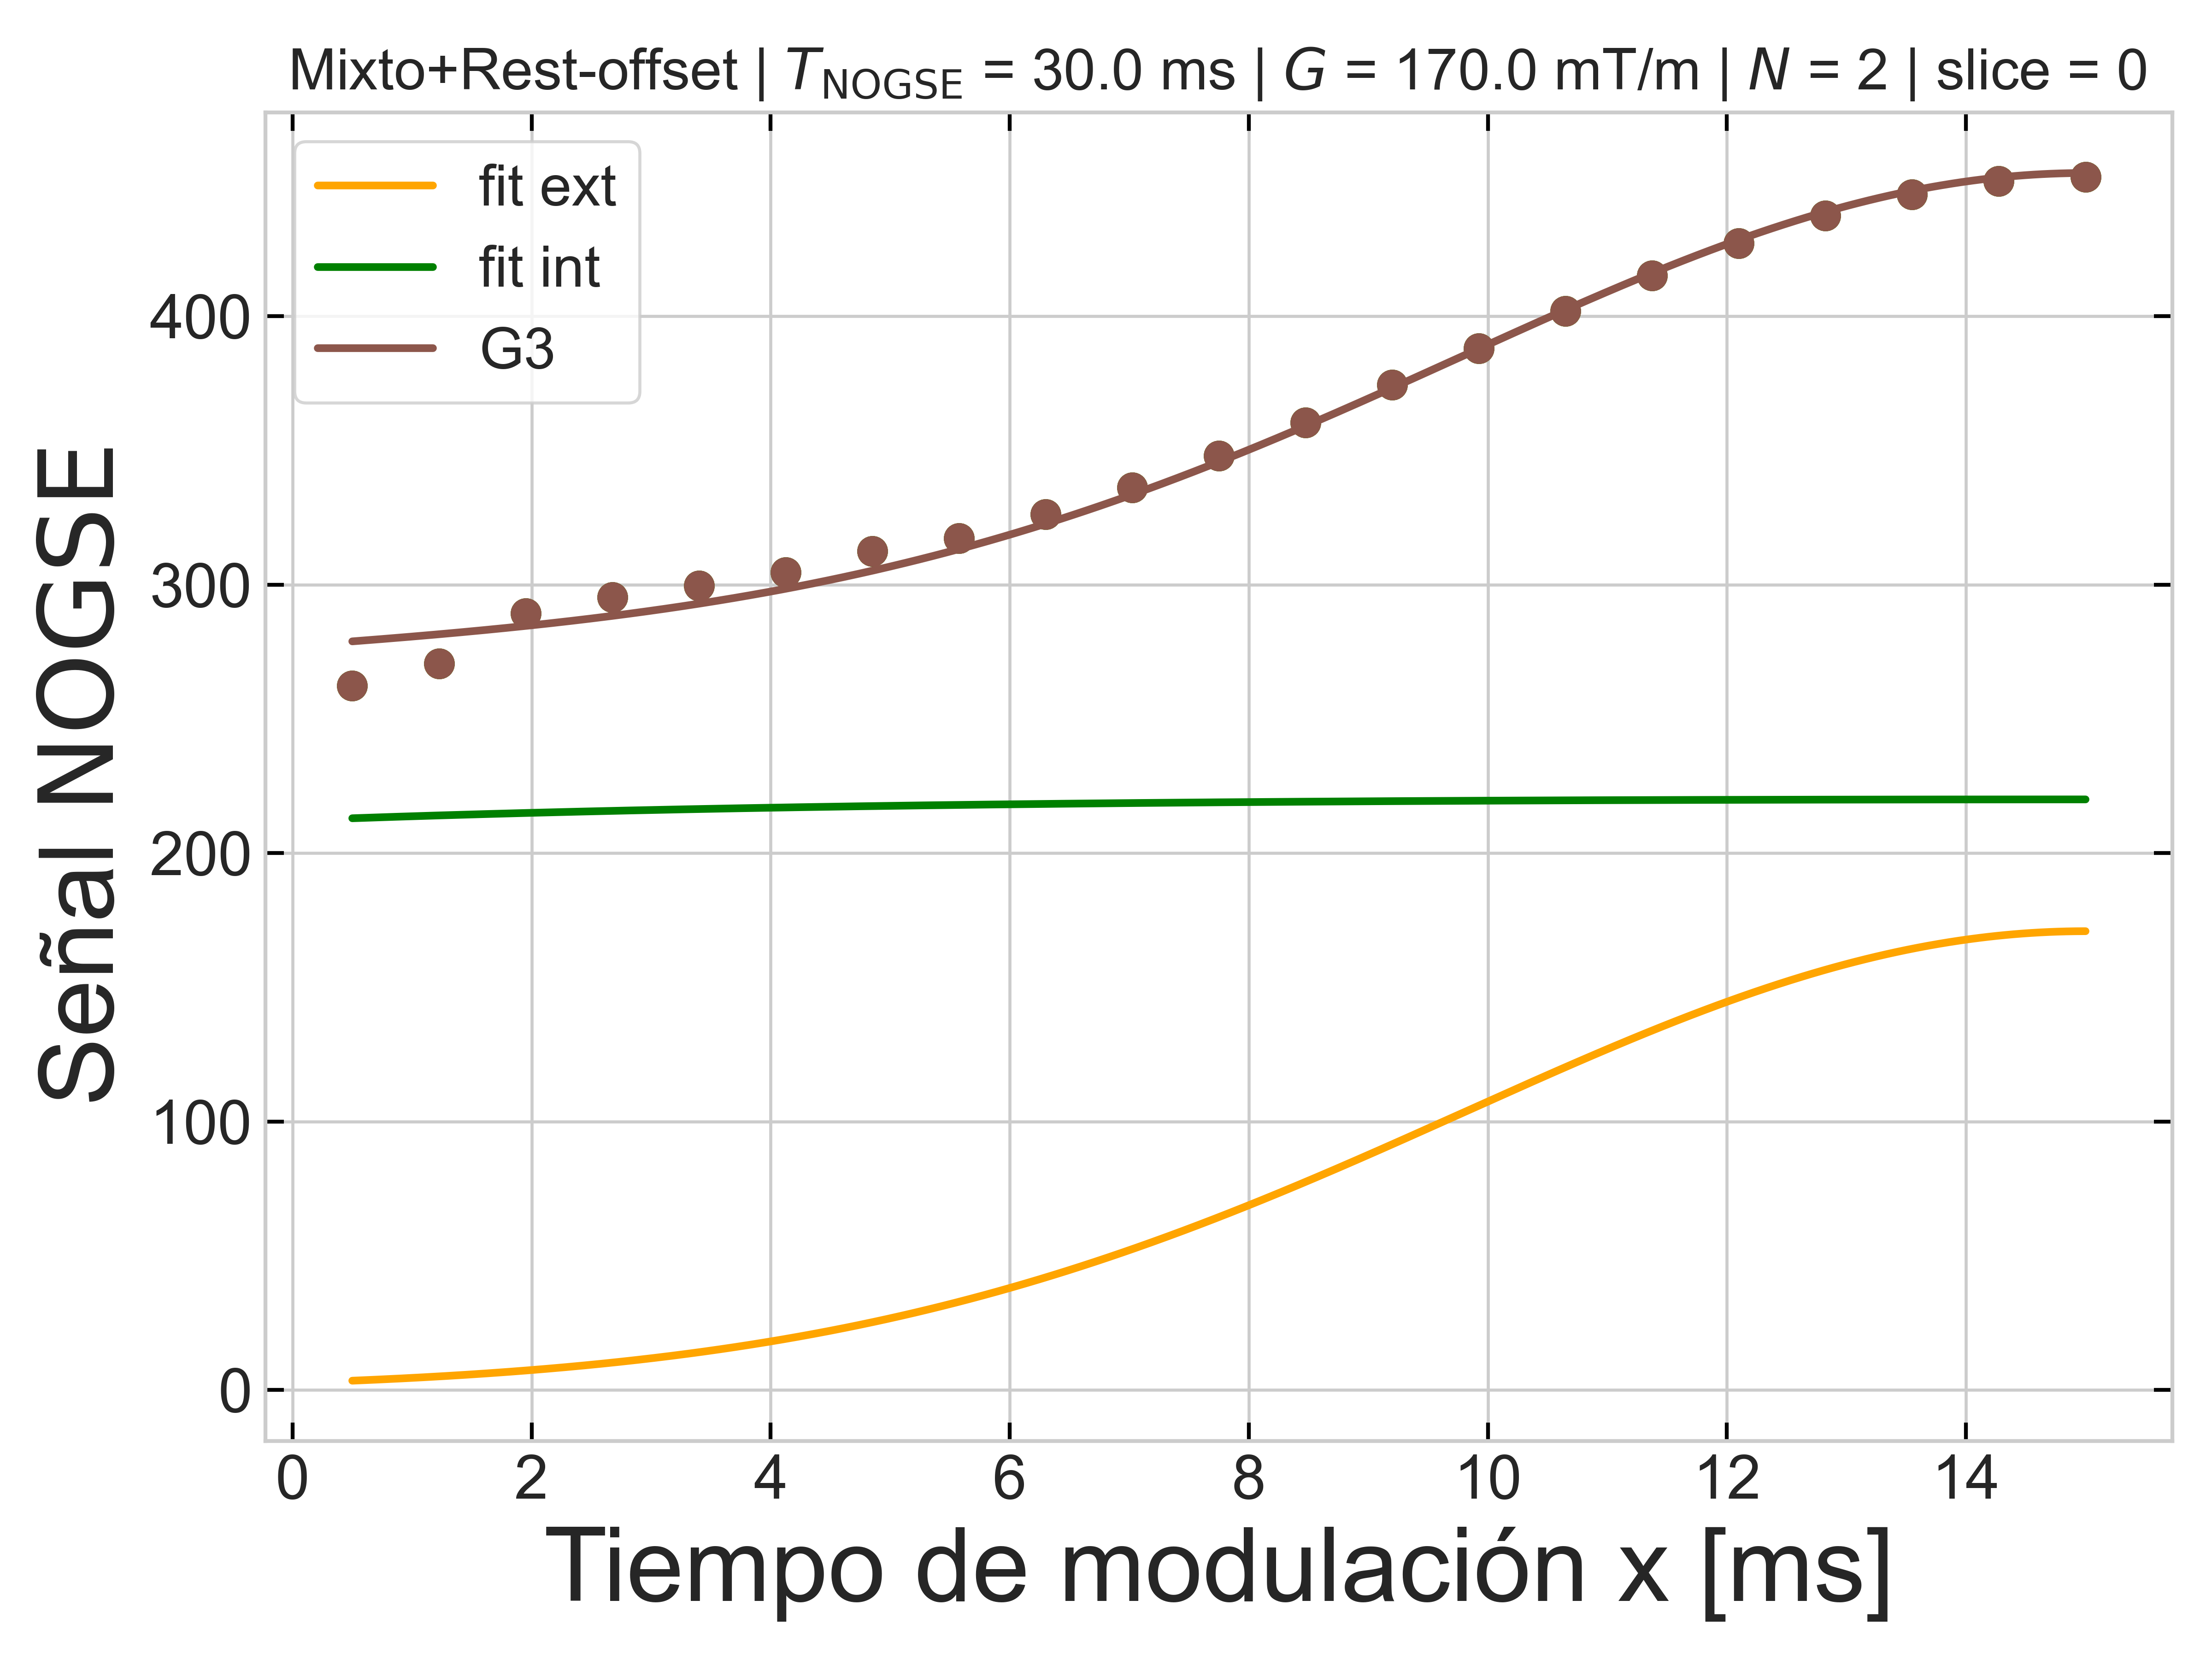 Mixto+Rest-offset | T_NOGSE = 30.0 ms | G = 170.0 mT/m | N = 2 | slice = 0
fit ext
fit int
G3
Señal NOGSE
400
300
200
100
0
0 2 4 6 8 10 12 14
Tiempo de modulación x [ms]